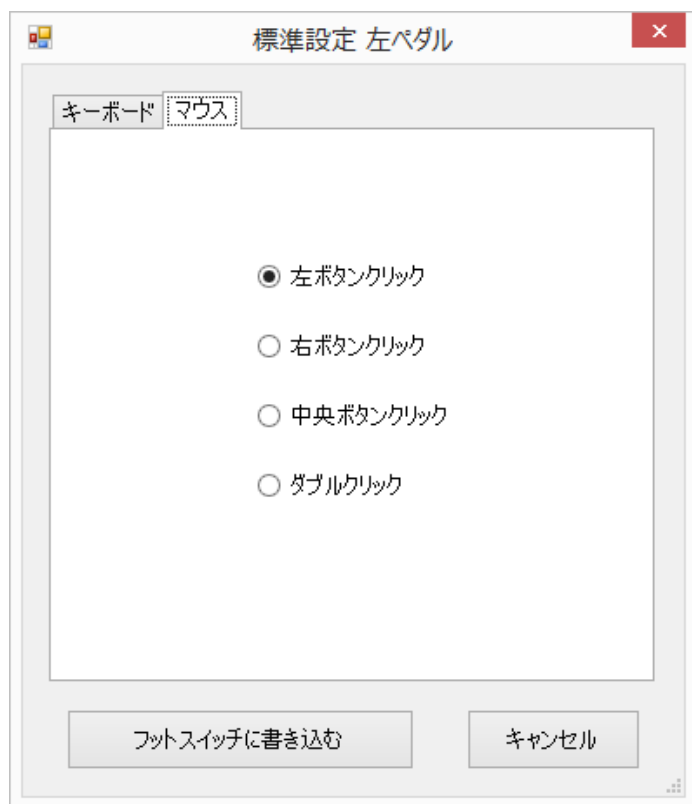 標準設定 左ペダル
キーボード マウス
左ボタンクリック
右ボタンクリック
中央ボタンクリック
ダブルクリック
フットスイッチに書き込む キャンセル